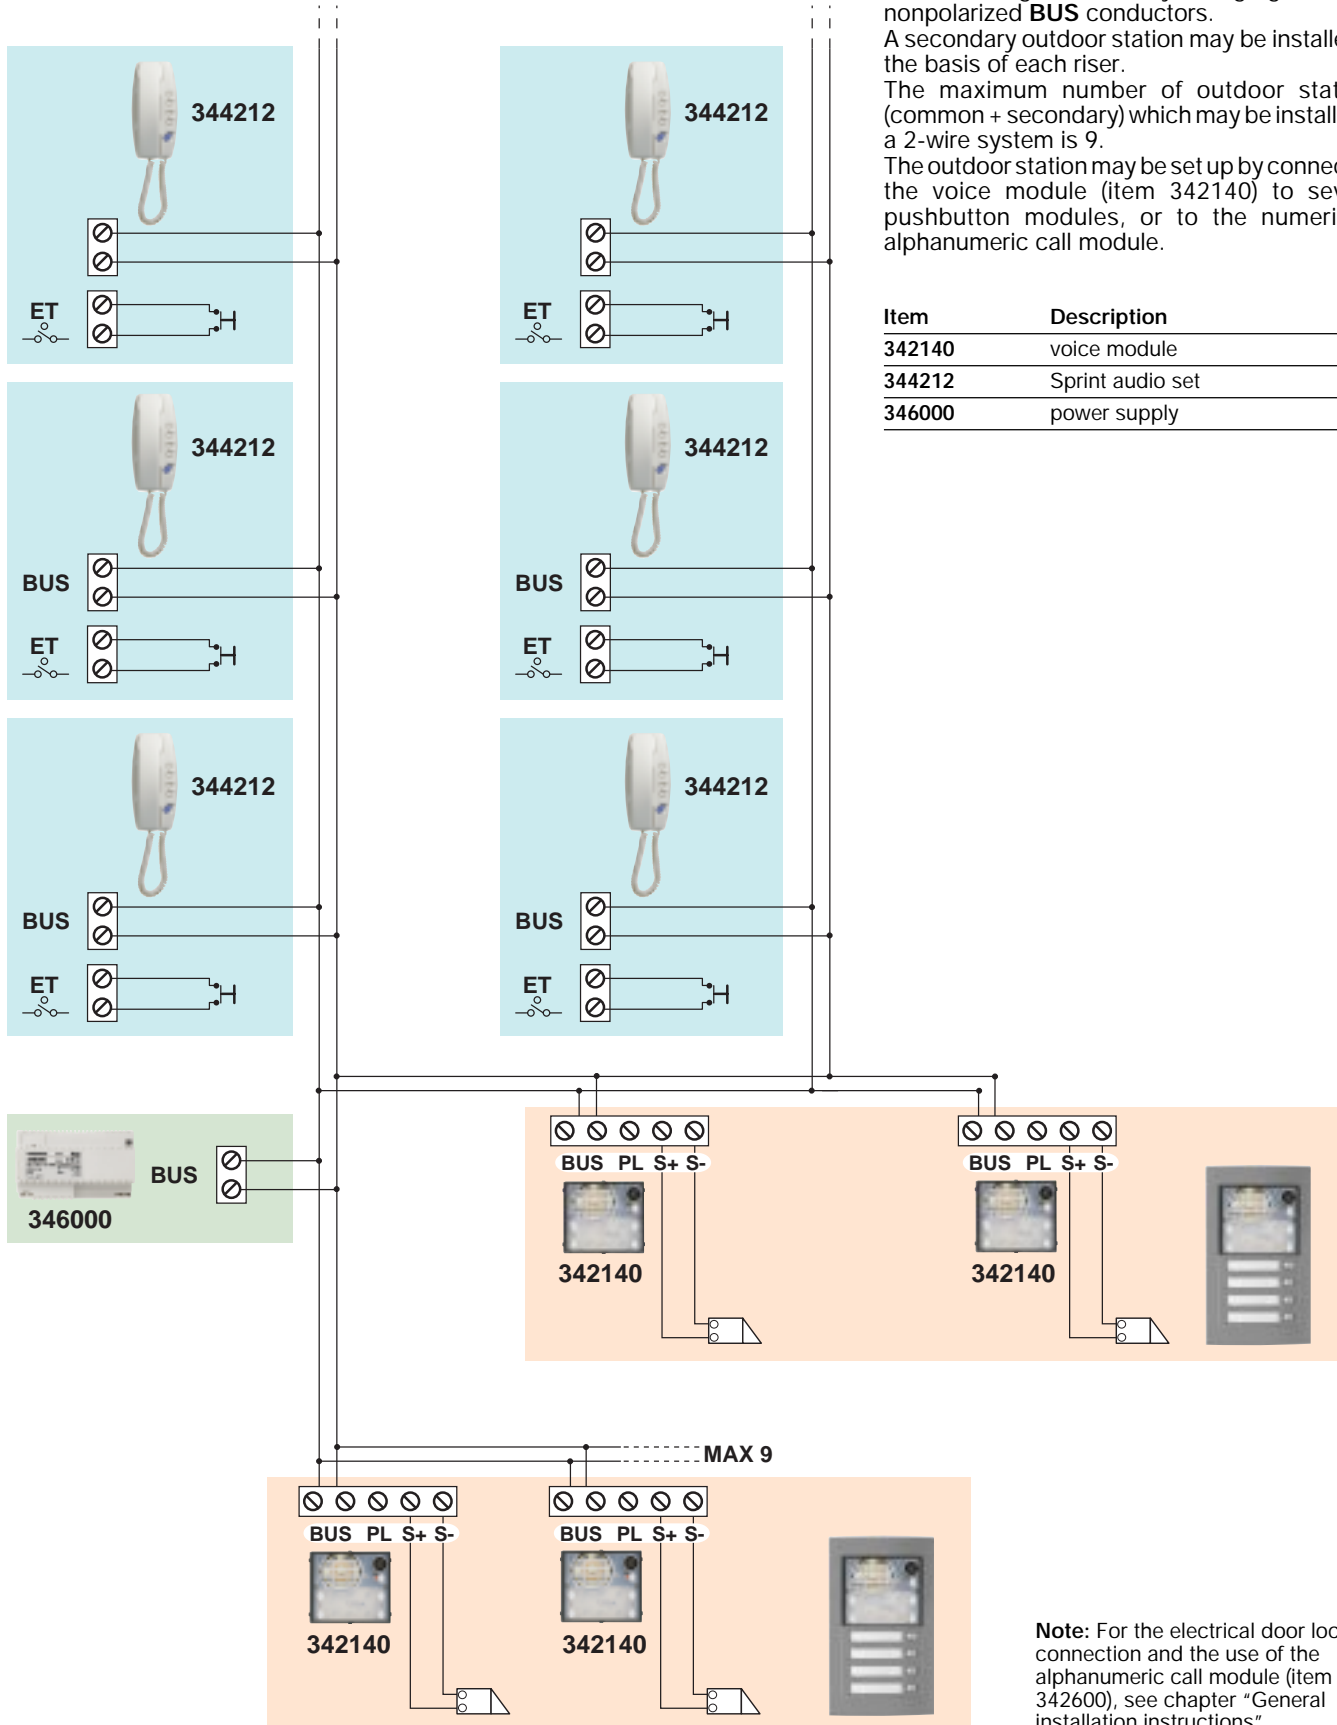 nonpolarized BUS conductors.
A secondary outdoor station may be installe
the basis of each riser.
The maximum number of outdoor stat
(common + secondary) which may be install
a 2-wire system is 9.
The outdoor station may be set up by connec
the voice module (item 342140) to sev
pushbutton modules, or to the numeri
alphanumeric call module.
Item Description
342140 voice module
344212 Sprint audio set
346000 power supply
344212
ET
344212
ET
344212
BUS
ET
344212
BUS
ET
344212
BUS
ET
344212
BUS
ET
BUS
346000
BUS PL S+ S-
342140
BUS PL S+ S-
342140
MAX 9
BUS PL S+ S-
342140
BUS PL S+ S-
342140
Note: For the electrical door loc
connection and the use of the
alphanumeric call module (item
342600), see chapter "General
installation instructions"